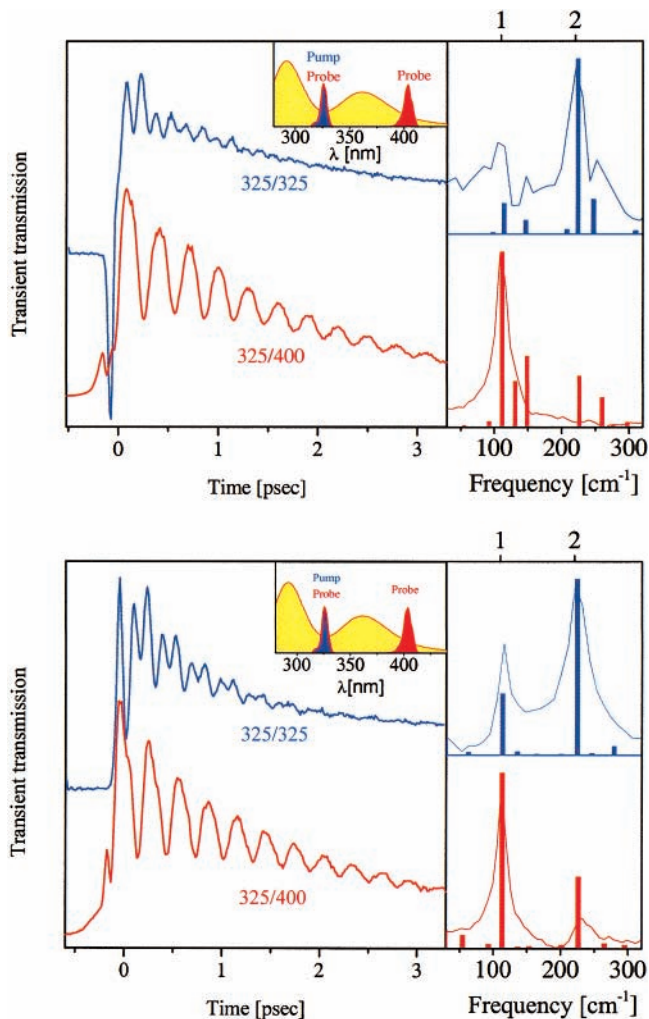 1 2
Pump
Probe Probe
300 350 400
λ [nm]
325/325
325/400
Transient transmission
0 1 2 3
Time [psec]
100 200 300
Frequency [cm⁻¹]
1 2
Pump
Probe Probe
300 350 400
λ[nm]
325/325
325/400
Transient transmission
0 1 2 3
Time [psec]
100 200 300
Frequency [cm⁻¹]